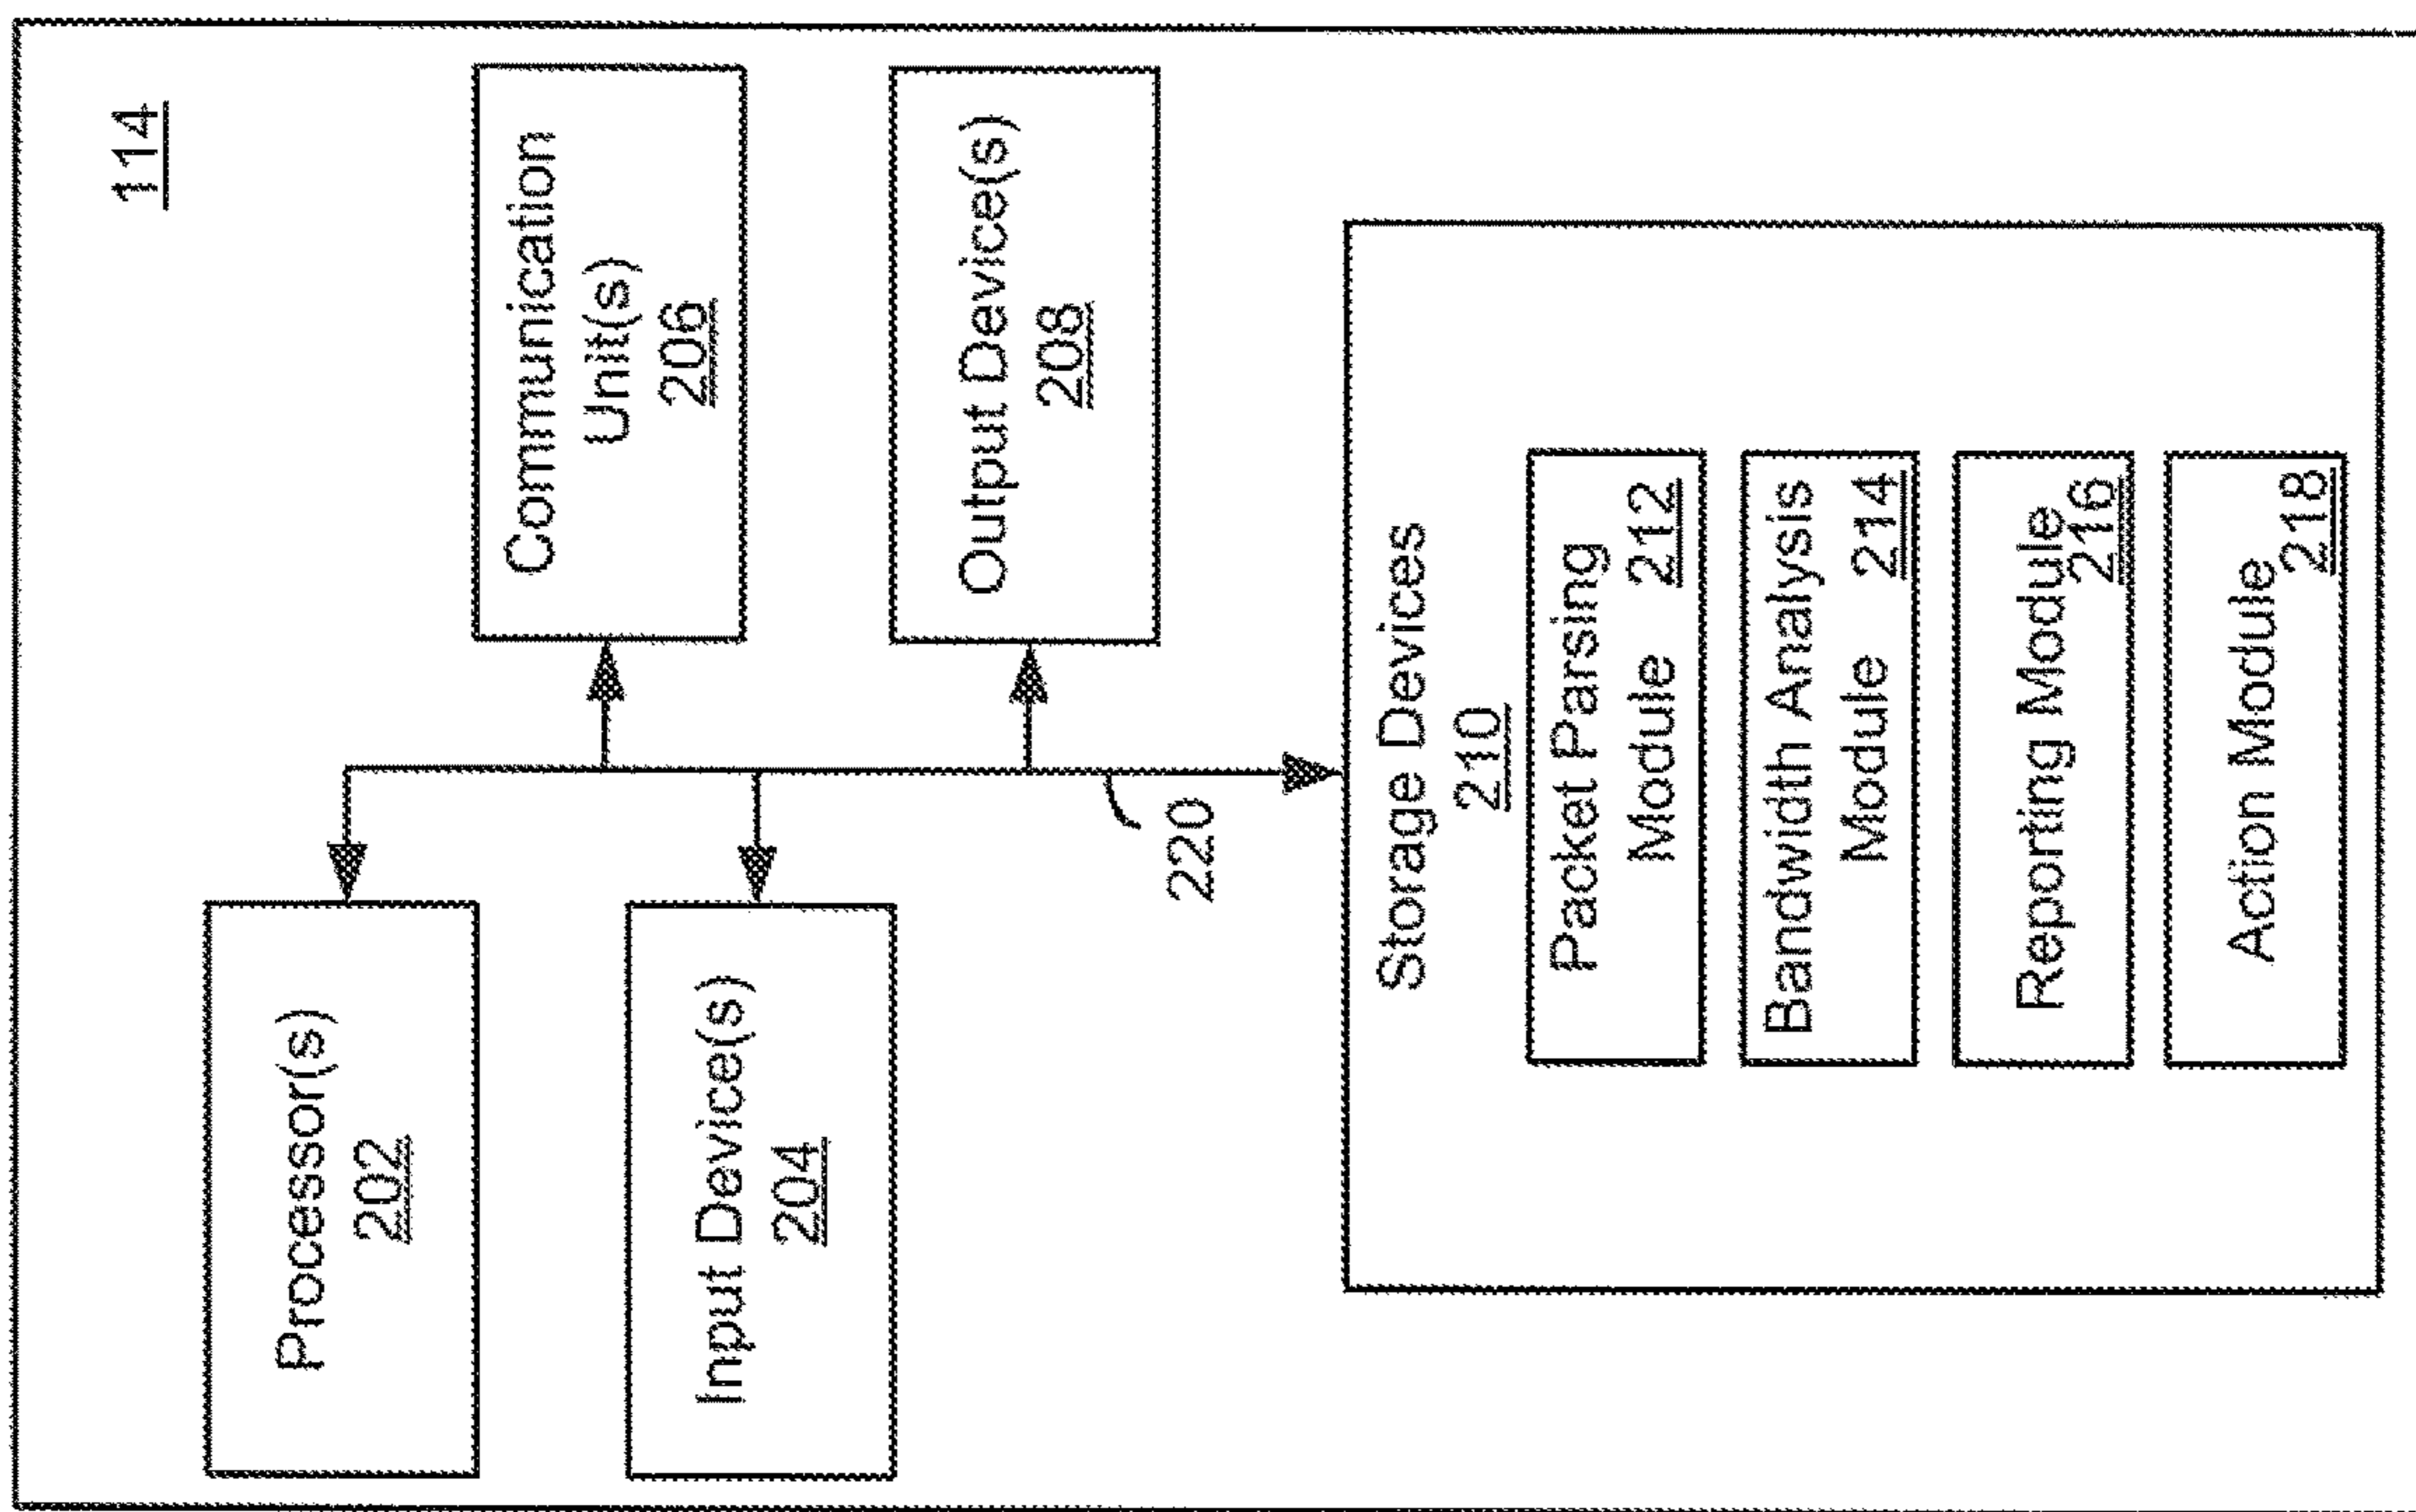 114
Processor(s)
202
Communication
Unit(s)
206
Input Device(s)
204
Output Device(s)
208
220
Storage Devices
210
Packet Parsing
Module 212
Bandwidth Analysis
Module 214
Reporting Module
216
Action Module
218